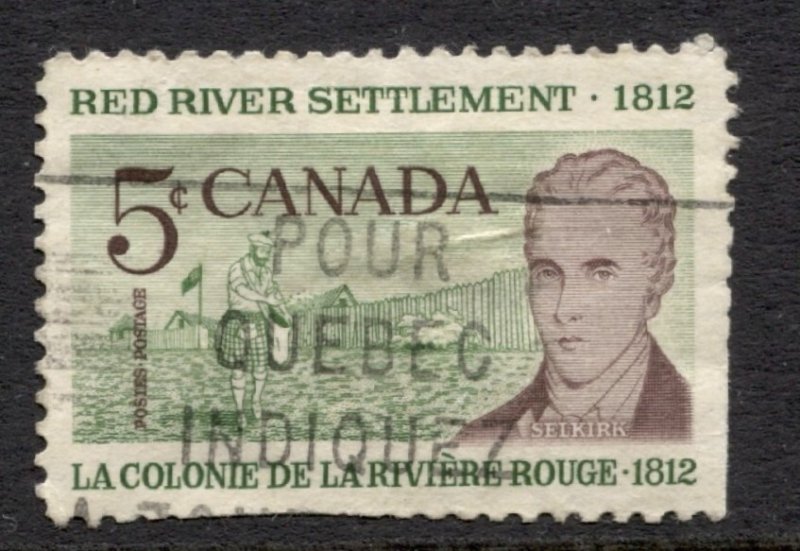 RED RIVER SETTLEMENT · 1812
5¢ CANADA
POUR
QUEBEC
INDIQUEZ
POSTES·POSTAGE
SELKIRK
LA COLONIE DE LA RIVIÈRE ROUGE · 1812